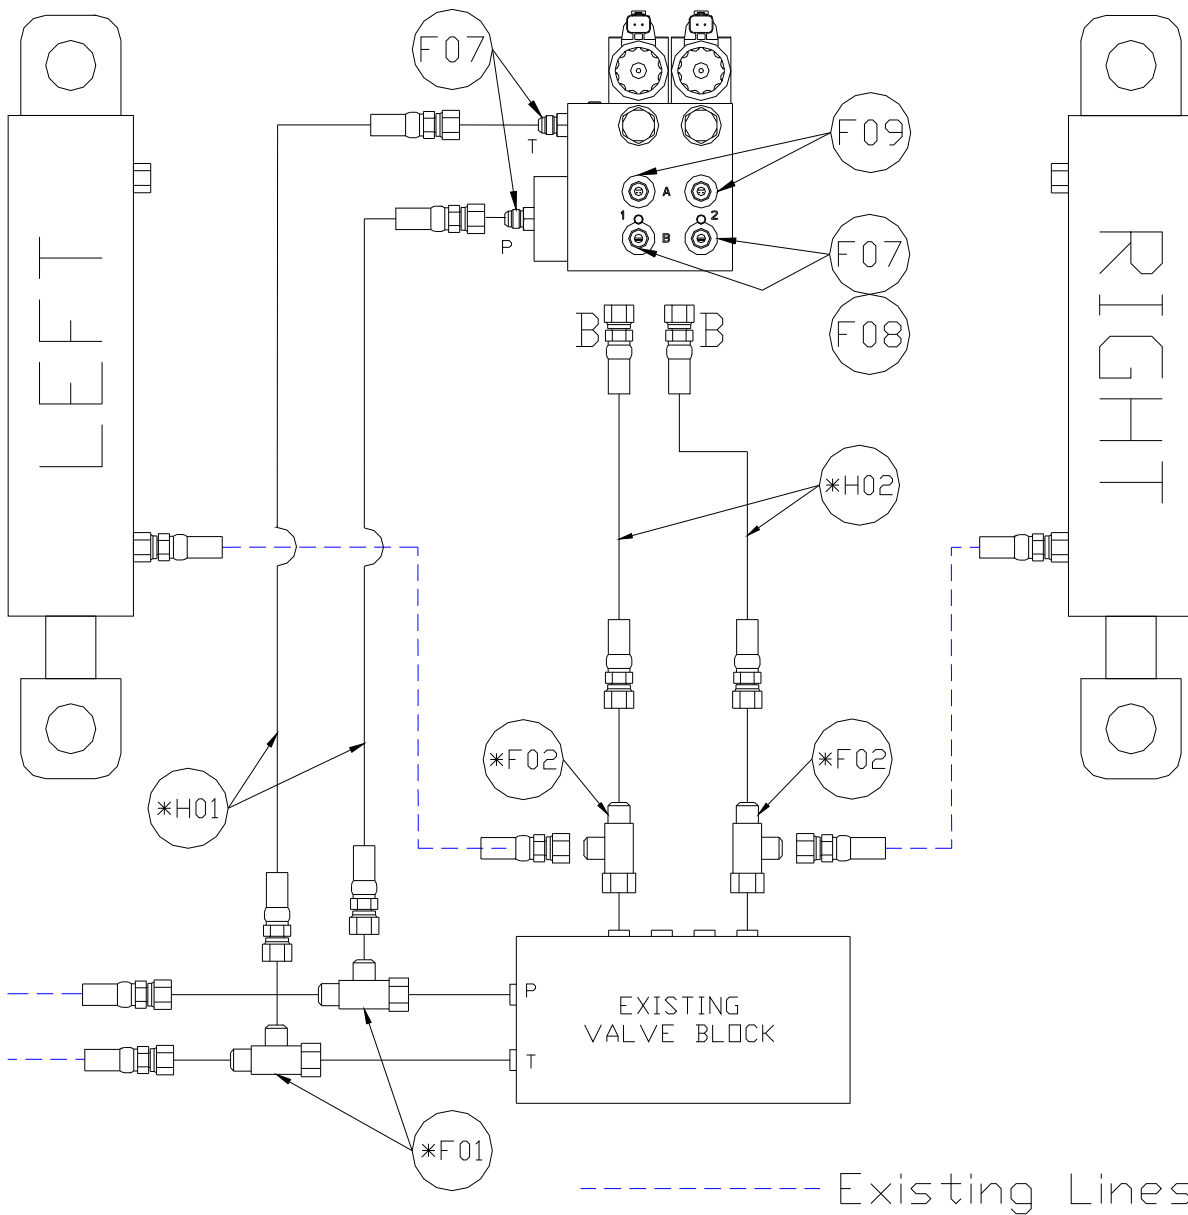 F07
T
P
A
1
2
B
F09
F07
F08
B
B
LEFT
RIGHT
*H02
*F02
*F02
*H01
P
EXISTING
VALVE BLOCK
T
*F01
Existing Lines